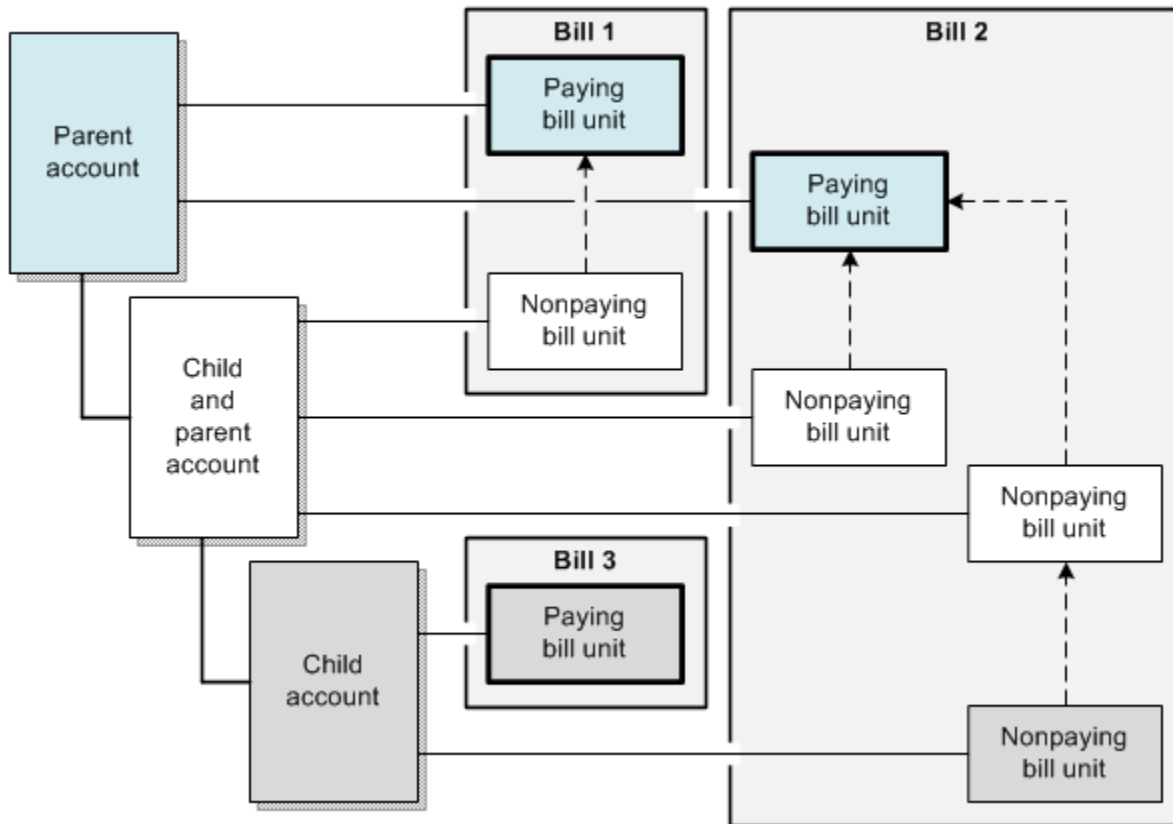 Bill 1
Bill 2
Paying
bill unit
Parent
account
Paying
bill unit
Nonpaying
bill unit
Child
and
parent
account
Nonpaying
bill unit
Nonpaying
bill unit
Bill 3
Paying
bill unit
Child
account
Nonpaying
bill unit